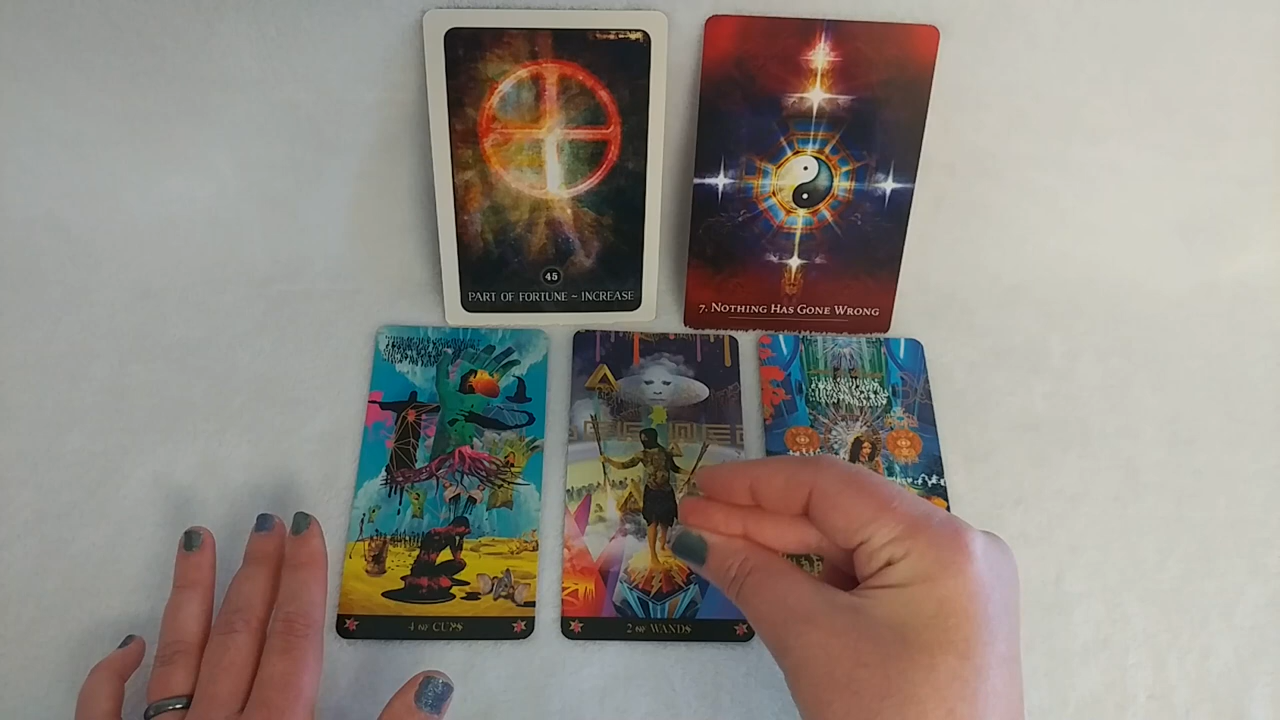 45
PART OF FORTUNE ~ INCREASE
7. NOTHING HAS GONE WRONG
4 OF CUPS
2 OF WANDS